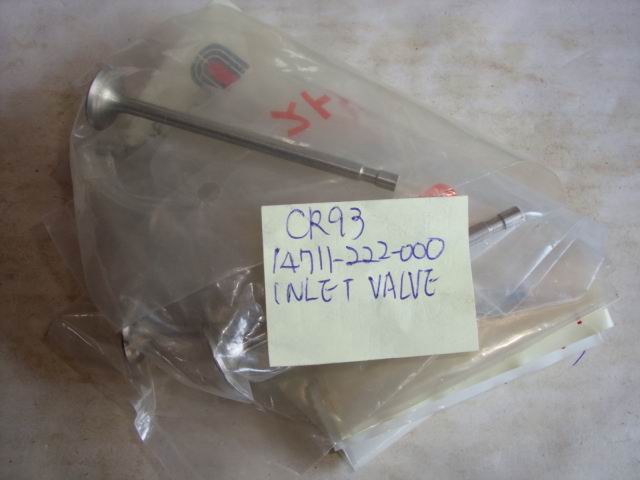 CR93
14711-222-000
INLET VALVE